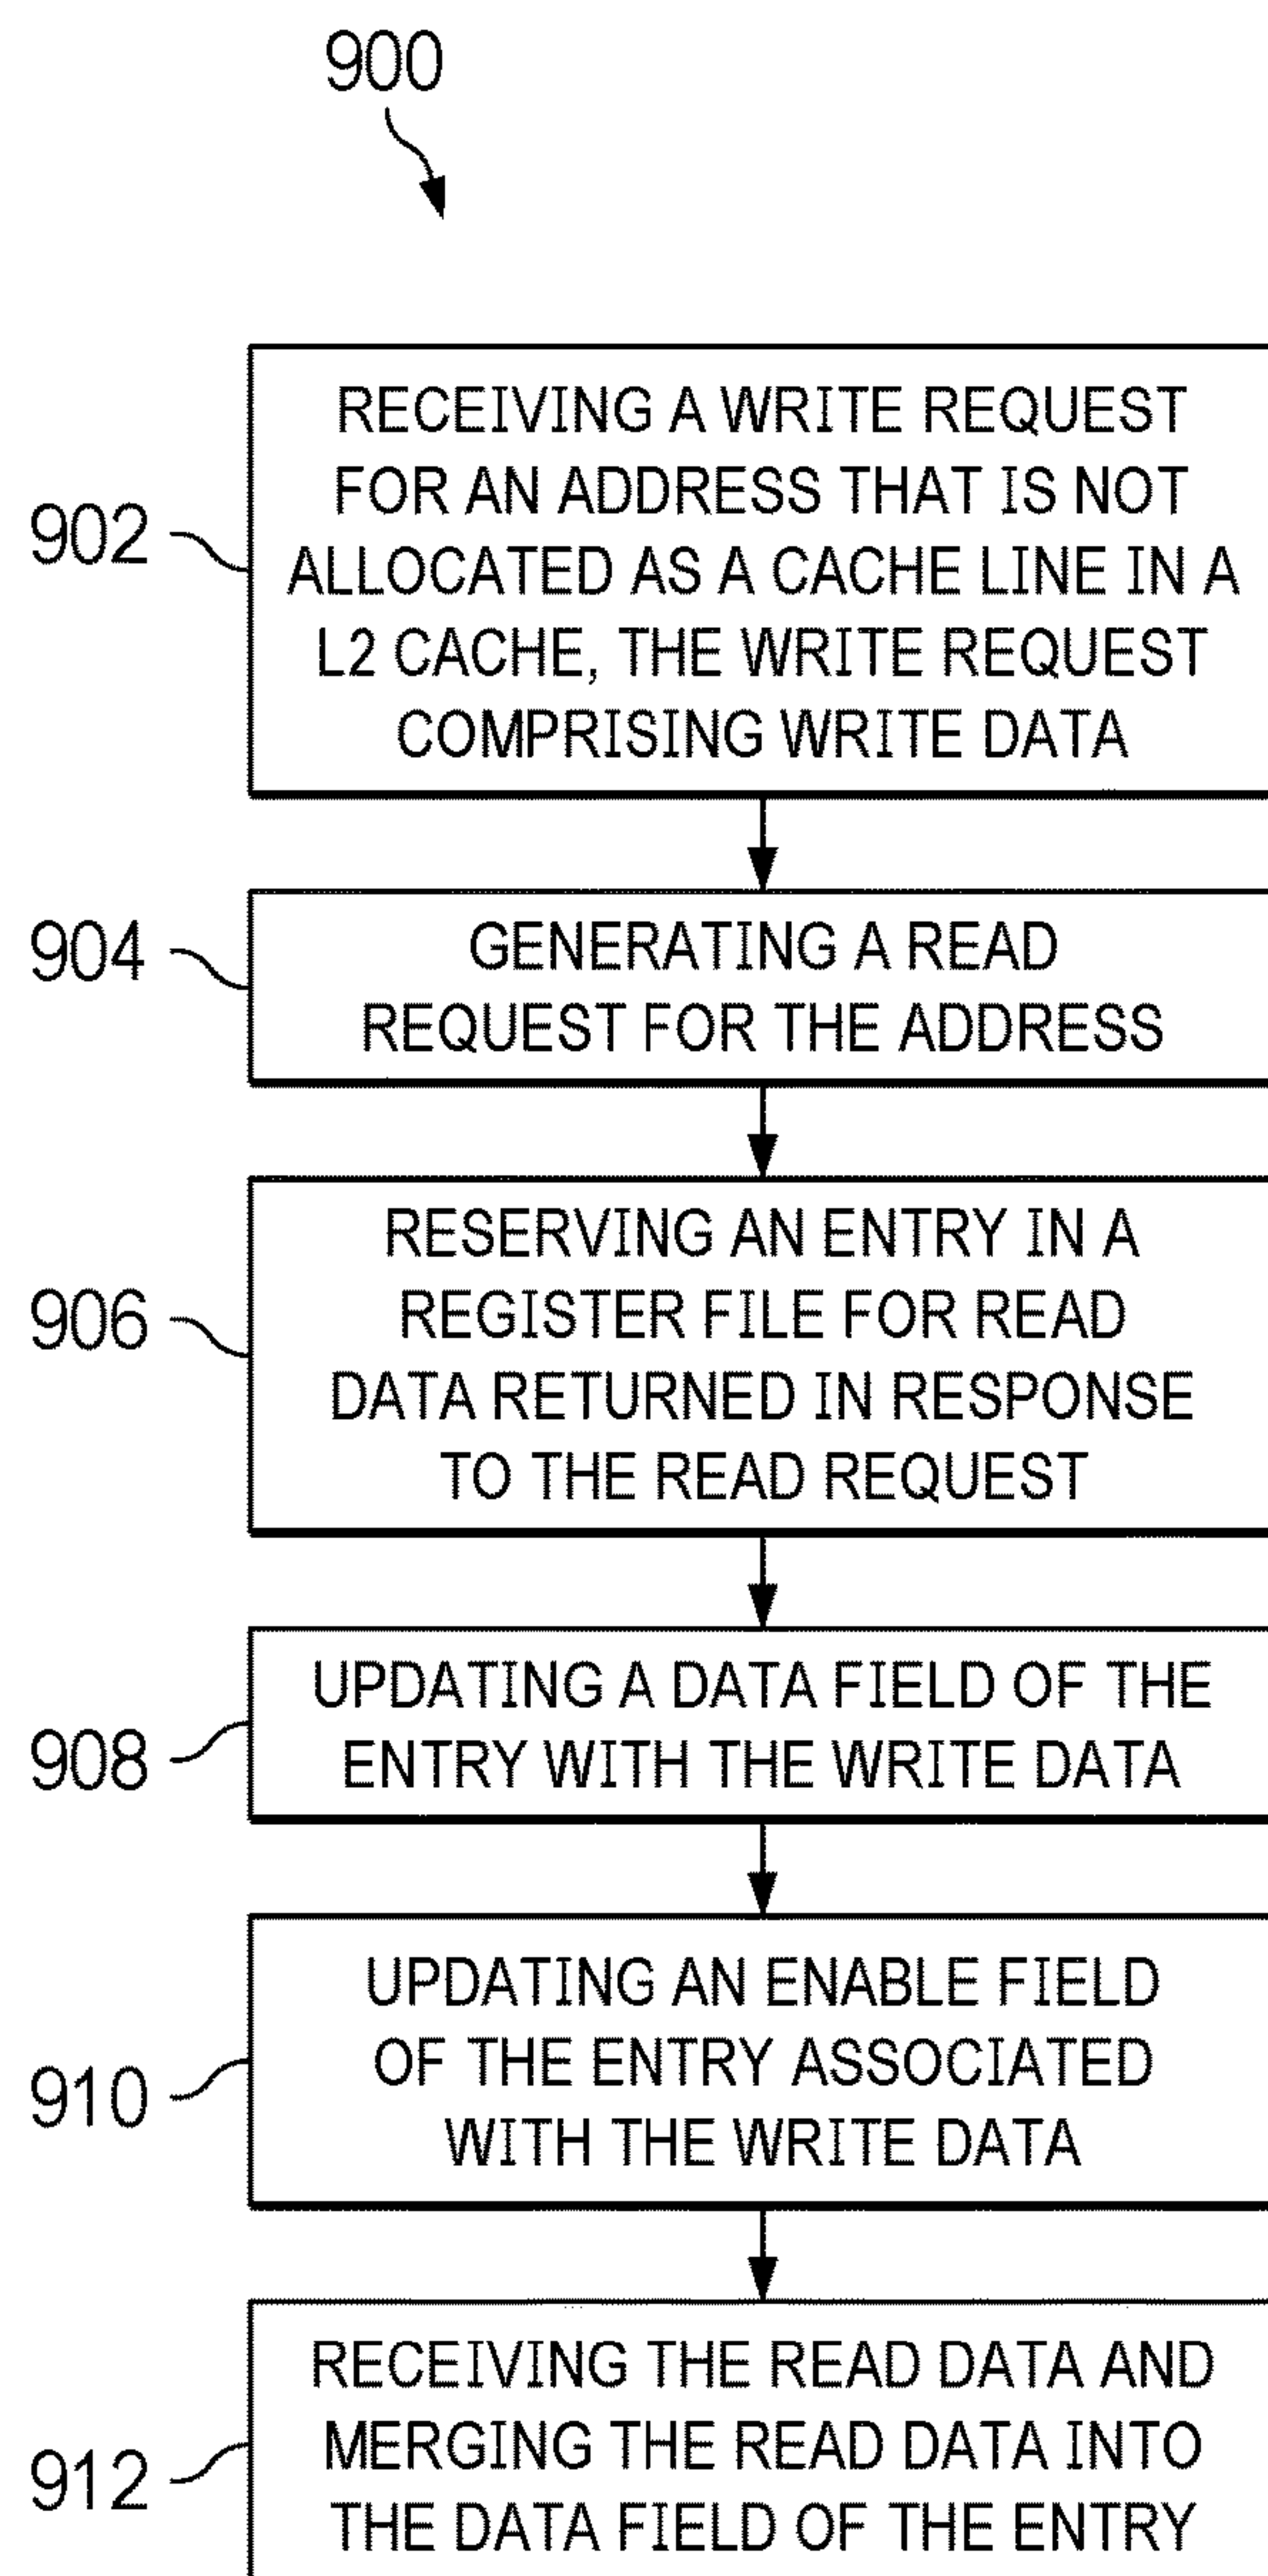 900
902
RECEIVING A WRITE REQUEST
FOR AN ADDRESS THAT IS NOT
ALLOCATED AS A CACHE LINE IN A
L2 CACHE, THE WRITE REQUEST
COMPRISING WRITE DATA
904
GENERATING A READ
REQUEST FOR THE ADDRESS
906
RESERVING AN ENTRY IN A
REGISTER FILE FOR READ
DATA RETURNED IN RESPONSE
TO THE READ REQUEST
908
UPDATING A DATA FIELD OF THE
ENTRY WITH THE WRITE DATA
910
UPDATING AN ENABLE FIELD
OF THE ENTRY ASSOCIATED
WITH THE WRITE DATA
912
RECEIVING THE READ DATA AND
MERGING THE READ DATA INTO
THE DATA FIELD OF THE ENTRY